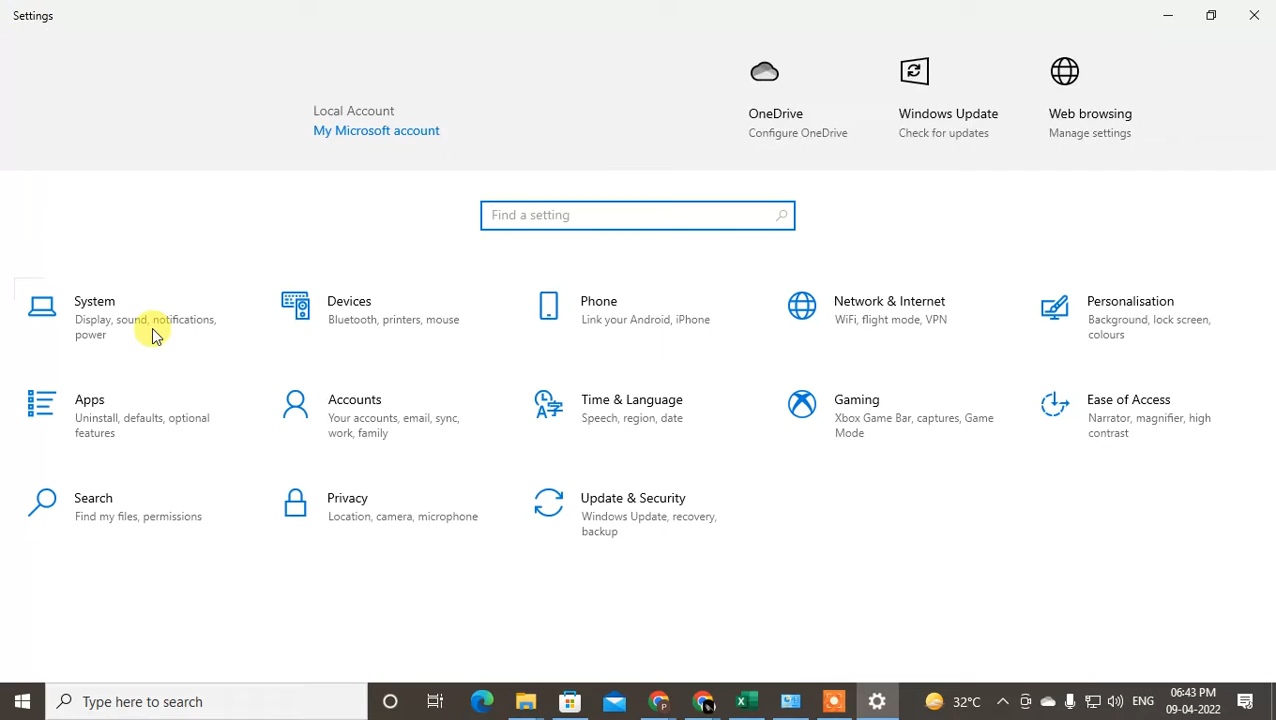 Settings
Local Account
My Microsoft account
OneDrive
Configure OneDrive
Windows Update
Check for updates
Web browsing
Manage settings
Find a setting
System
Display, sound, notifications,
power
Devices
Bluetooth, printers, mouse
Phone
Link your Android, iPhone
Network & Internet
WiFi, flight mode, VPN
Personalisation
Background, lock screen,
colours
Apps
Uninstall, defaults, optional
features
Accounts
Your accounts, email, sync,
work, family
Time & Language
Speech, region, date
Gaming
Xbox Game Bar, captures, Game
Mode
Ease of Access
Narrator, magnifier, high
contrast
Search
Find my files, permissions
Privacy
Location, camera, microphone
Update & Security
Windows Update, recovery,
backup
Type here to search
32°C
ENG
06:43 PM
09-04-2022